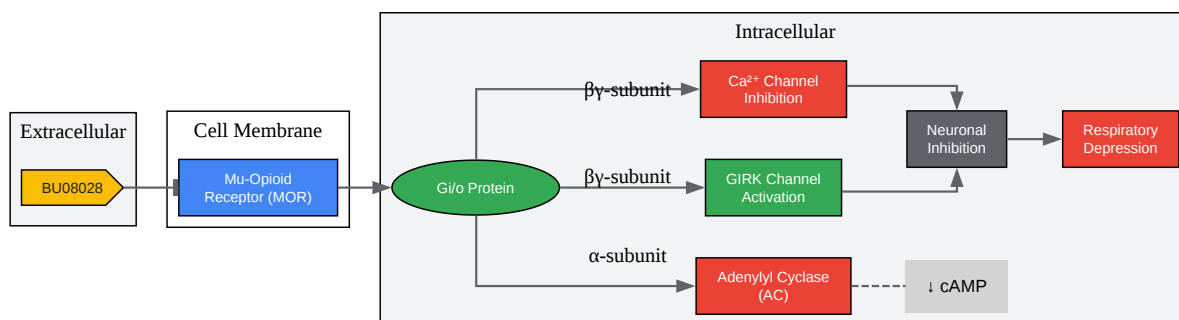 Intracellular
Extracellular
Cell Membrane
BU08028
Mu-Opioid
Receptor (MOR)
Gi/o Protein
βγ-subunit
Ca²⁺ Channel
Inhibition
βγ-subunit
GIRK Channel
Activation
α-subunit
Adenylyl Cyclase
(AC)
↓ cAMP
Neuronal
Inhibition
Respiratory
Depression